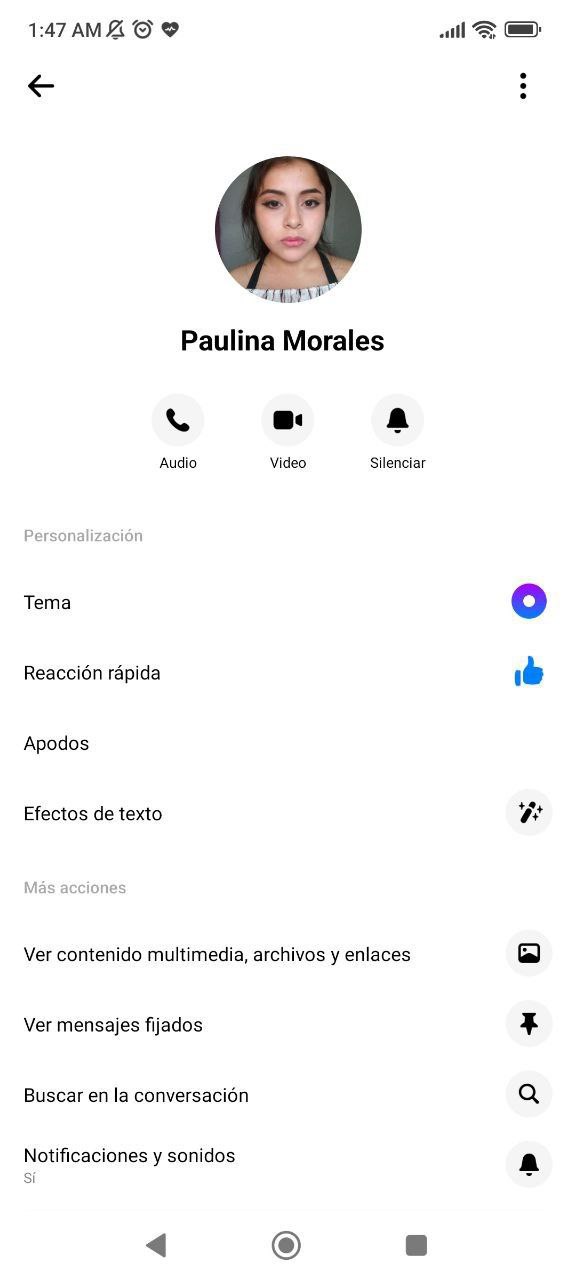 1:47 AM
Paulina Morales
Audio Video Silenciar
Personalización
Tema
Reacción rápida
Apodos
Efectos de texto
Más acciones
Ver contenido multimedia, archivos y enlaces
Ver mensajes fijados
Buscar en la conversación
Notificaciones y sonidos
Sí